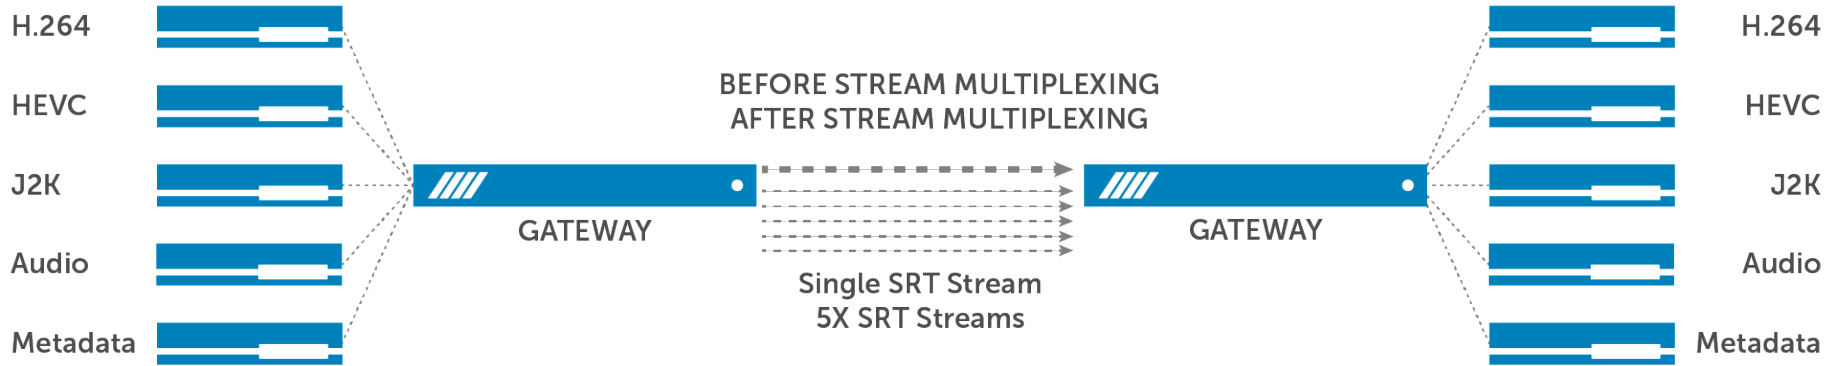 H.264
HEVC
J2K
Audio
Metadata
GATEWAY
BEFORE STREAM MULTIPLEXING
AFTER STREAM MULTIPLEXING
Single SRT Stream
5X SRT Streams
GATEWAY
H.264
HEVC
J2K
Audio
Metadata